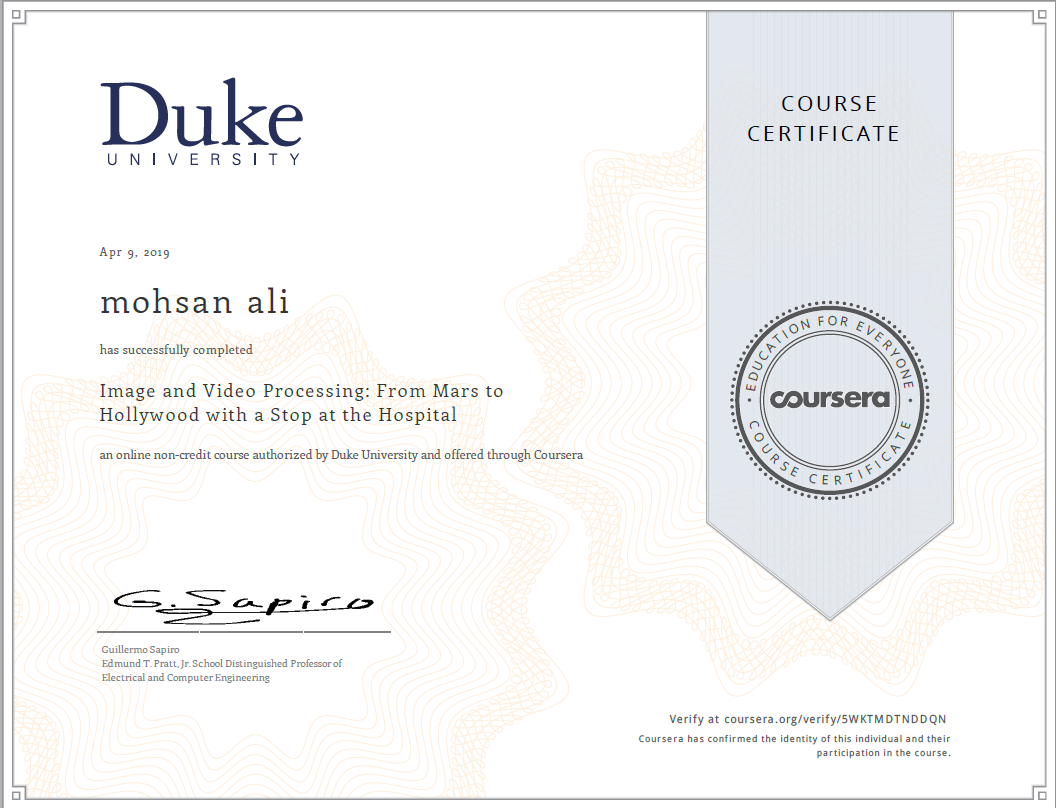 Duke
UNIVERSITY
COURSE
CERTIFICATE
Apr 9, 2019
mohsan ali
has successfully completed
Image and Video Processing: From Mars to
Hollywood with a Stop at the Hospital
an online non-credit course authorized by Duke University and offered through Coursera
EDUCATION FOR EVERYONE
coursera
COURSE CERTIFICATE
G. Sapiro
Guillermo Sapiro
Edmund T. Pratt, Jr. School Distinguished Professor of
Electrical and Computer Engineering
Verify at coursera.org/verify/5WKTMDTNDDQN
Coursera has confirmed the identity of this individual and their
participation in the course.